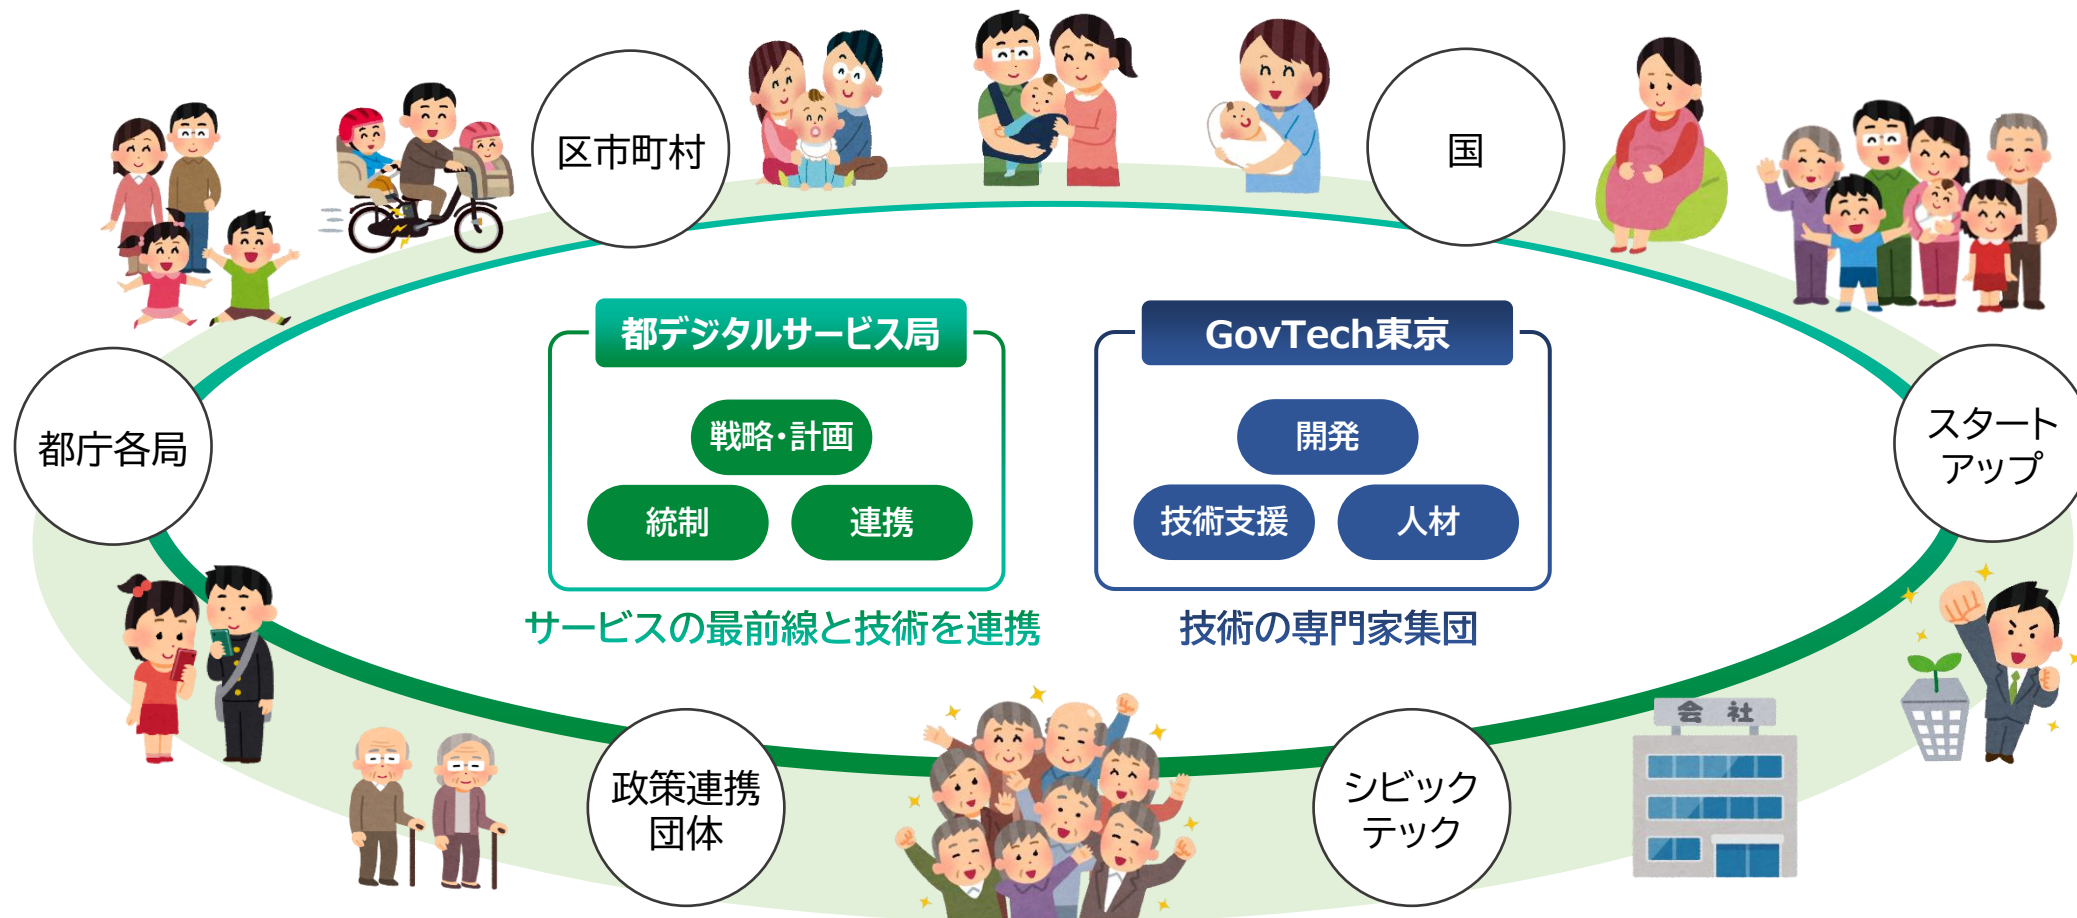 区市町村
国
都デジタルサービス局
GovTech東京
戦略・計画
開発
統制
連携
技術支援
人材
サービスの最前線と技術を連携
技術の専門家集団
都庁各局
スタート
アップ
政策連携
団体
シビック
テック
会社